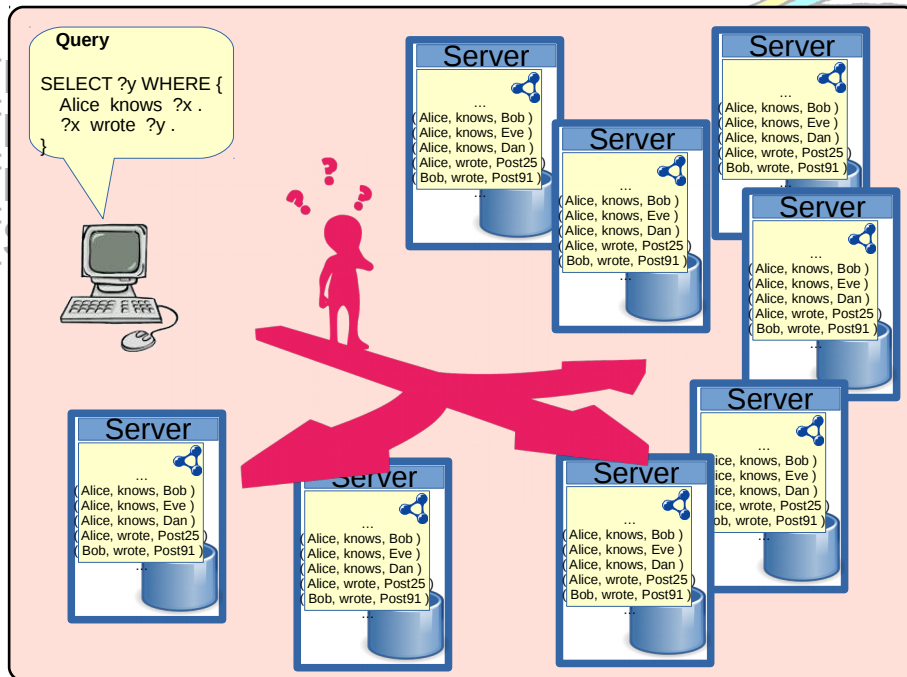 Query
SELECT ?y WHERE {
Alice knows ?x .
?x wrote ?y .
}
? ? ?
Server
...
( Alice, knows, Bob )
( Alice, knows, Eve )
( Alice, knows, Dan )
( Alice, wrote, Post25 )
( Bob, wrote, Post91 )
...
Server
...
( Alice, knows, Bob )
( Alice, knows, Eve )
( Alice, knows, Dan )
( Alice, wrote, Post25 )
( Bob, wrote, Post91 )
...
Server
...
( Alice, knows, Bob )
( Alice, knows, Eve )
( Alice, knows, Dan )
( Alice, wrote, Post25 )
( Bob, wrote, Post91 )
...
Server
...
( Alice, knows, Bob )
( Alice, knows, Eve )
( Alice, knows, Dan )
( Alice, wrote, Post25 )
( Bob, wrote, Post91 )
...
Server
...
ice, knows, Bob )
ice, knows, Eve )
ice, knows, Dan )
ice, wrote, Post25 )
ob, wrote, Post91 )
...
Server
...
( Alice, knows, Bob )
( Alice, knows, Eve )
( Alice, knows, Dan )
( Alice, wrote, Post25 )
( Bob, wrote, Post91 )
...
Server
...
( Alice, knows, Bob )
( Alice, knows, Eve )
( Alice, knows, Dan )
( Alice, wrote, Post25 )
( Bob, wrote, Post91 )
...
Server
...
( Alice, knows, Bob )
( Alice, knows, Eve )
( Alice, knows, Dan )
( Alice, wrote, Post25 )
( Bob, wrote, Post91 )
...